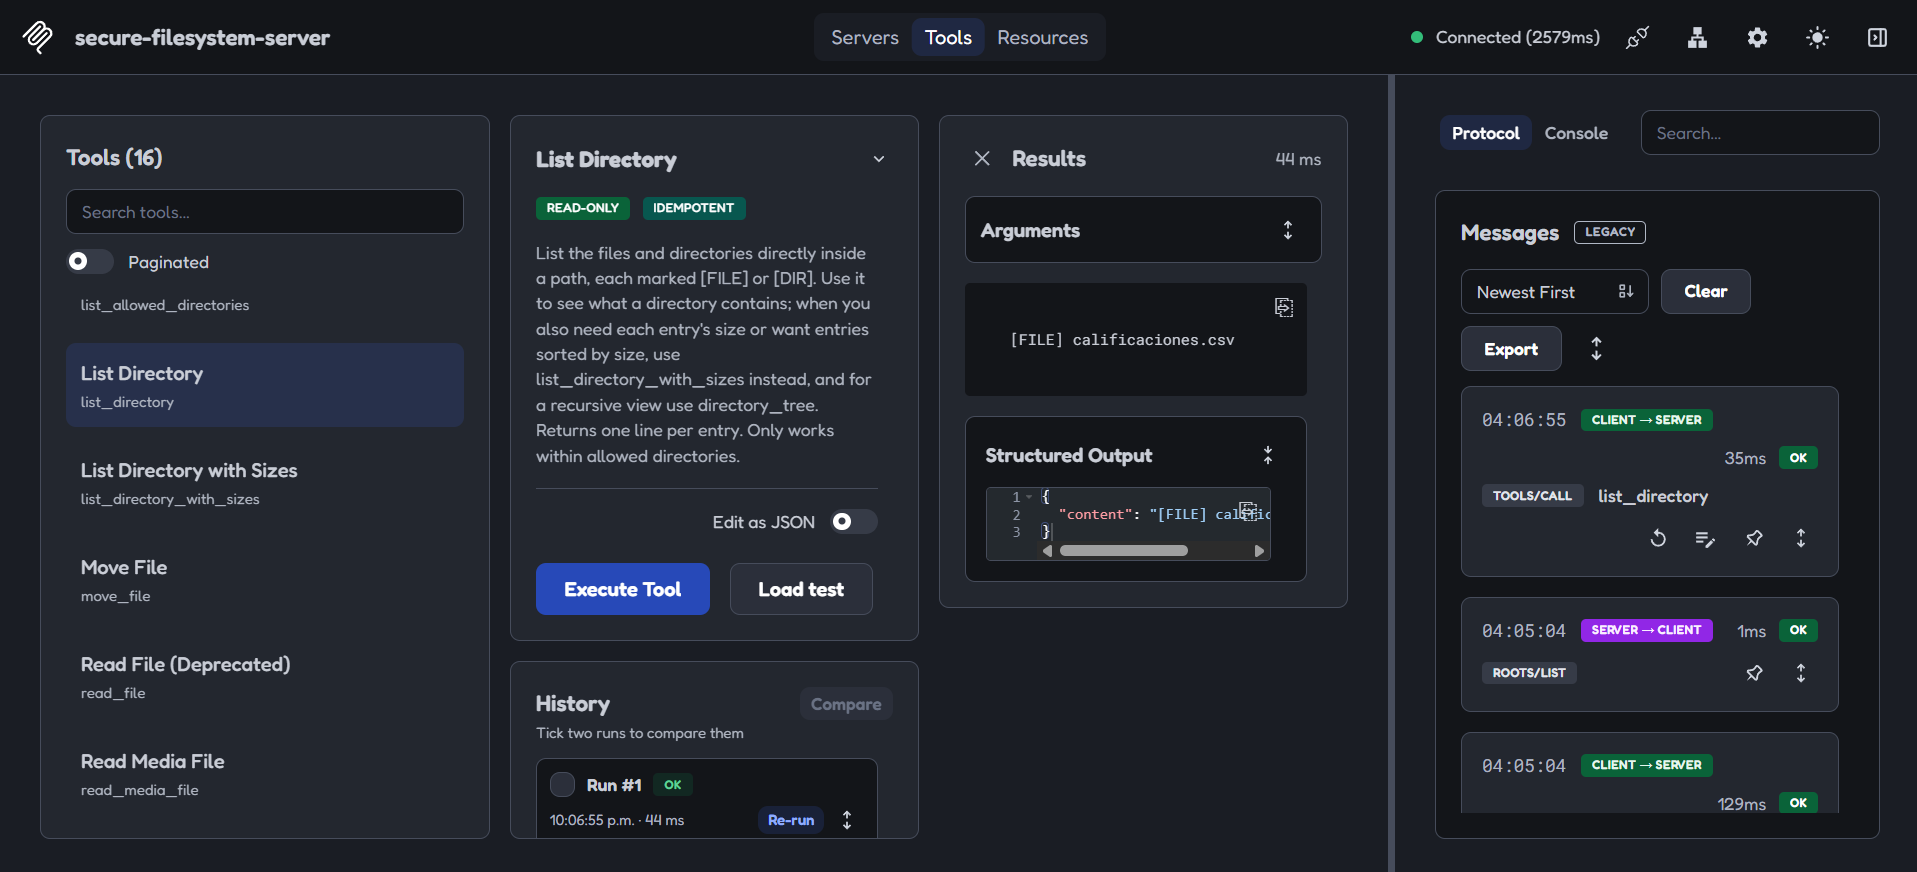 secure-filesystem-server
Servers
Tools
Resources
Connected (2579ms)
Tools (16)
Search tools...
Paginated
list_allowed_directories
List Directory
list_directory
List Directory with Sizes
list_directory_with_sizes
Move File
move_file
Read File (Deprecated)
read_file
Read Media File
read_media_file
List Directory
READ-ONLY
IDEMPOTENT
List the files and directories directly inside
a path, each marked [FILE] or [DIR]. Use it
to see what a directory contains; when you
also need each entry's size or want entries
sorted by size, use
list_directory_with_sizes instead, and for
a recursive view use directory_tree.
Returns one line per entry. Only works
within allowed directories.
Edit as JSON
Execute Tool
Load test
History
Compare
Tick two runs to compare them
Run #1
OK
10:06:55 p.m. · 44 ms
Re-run
Results
44 ms
Arguments
[FILE] calificaciones.csv
Structured Output
1 {
2 "content": "[FILE] calific
3 }
Protocol
Console
Search...
Messages
LEGACY
Newest First
Clear
Export
04:06:55
CLIENT → SERVER
35ms
OK
TOOLS/CALL
list_directory
04:05:04
SERVER → CLIENT
1ms
OK
ROOTS/LIST
04:05:04
CLIENT → SERVER
129ms
OK